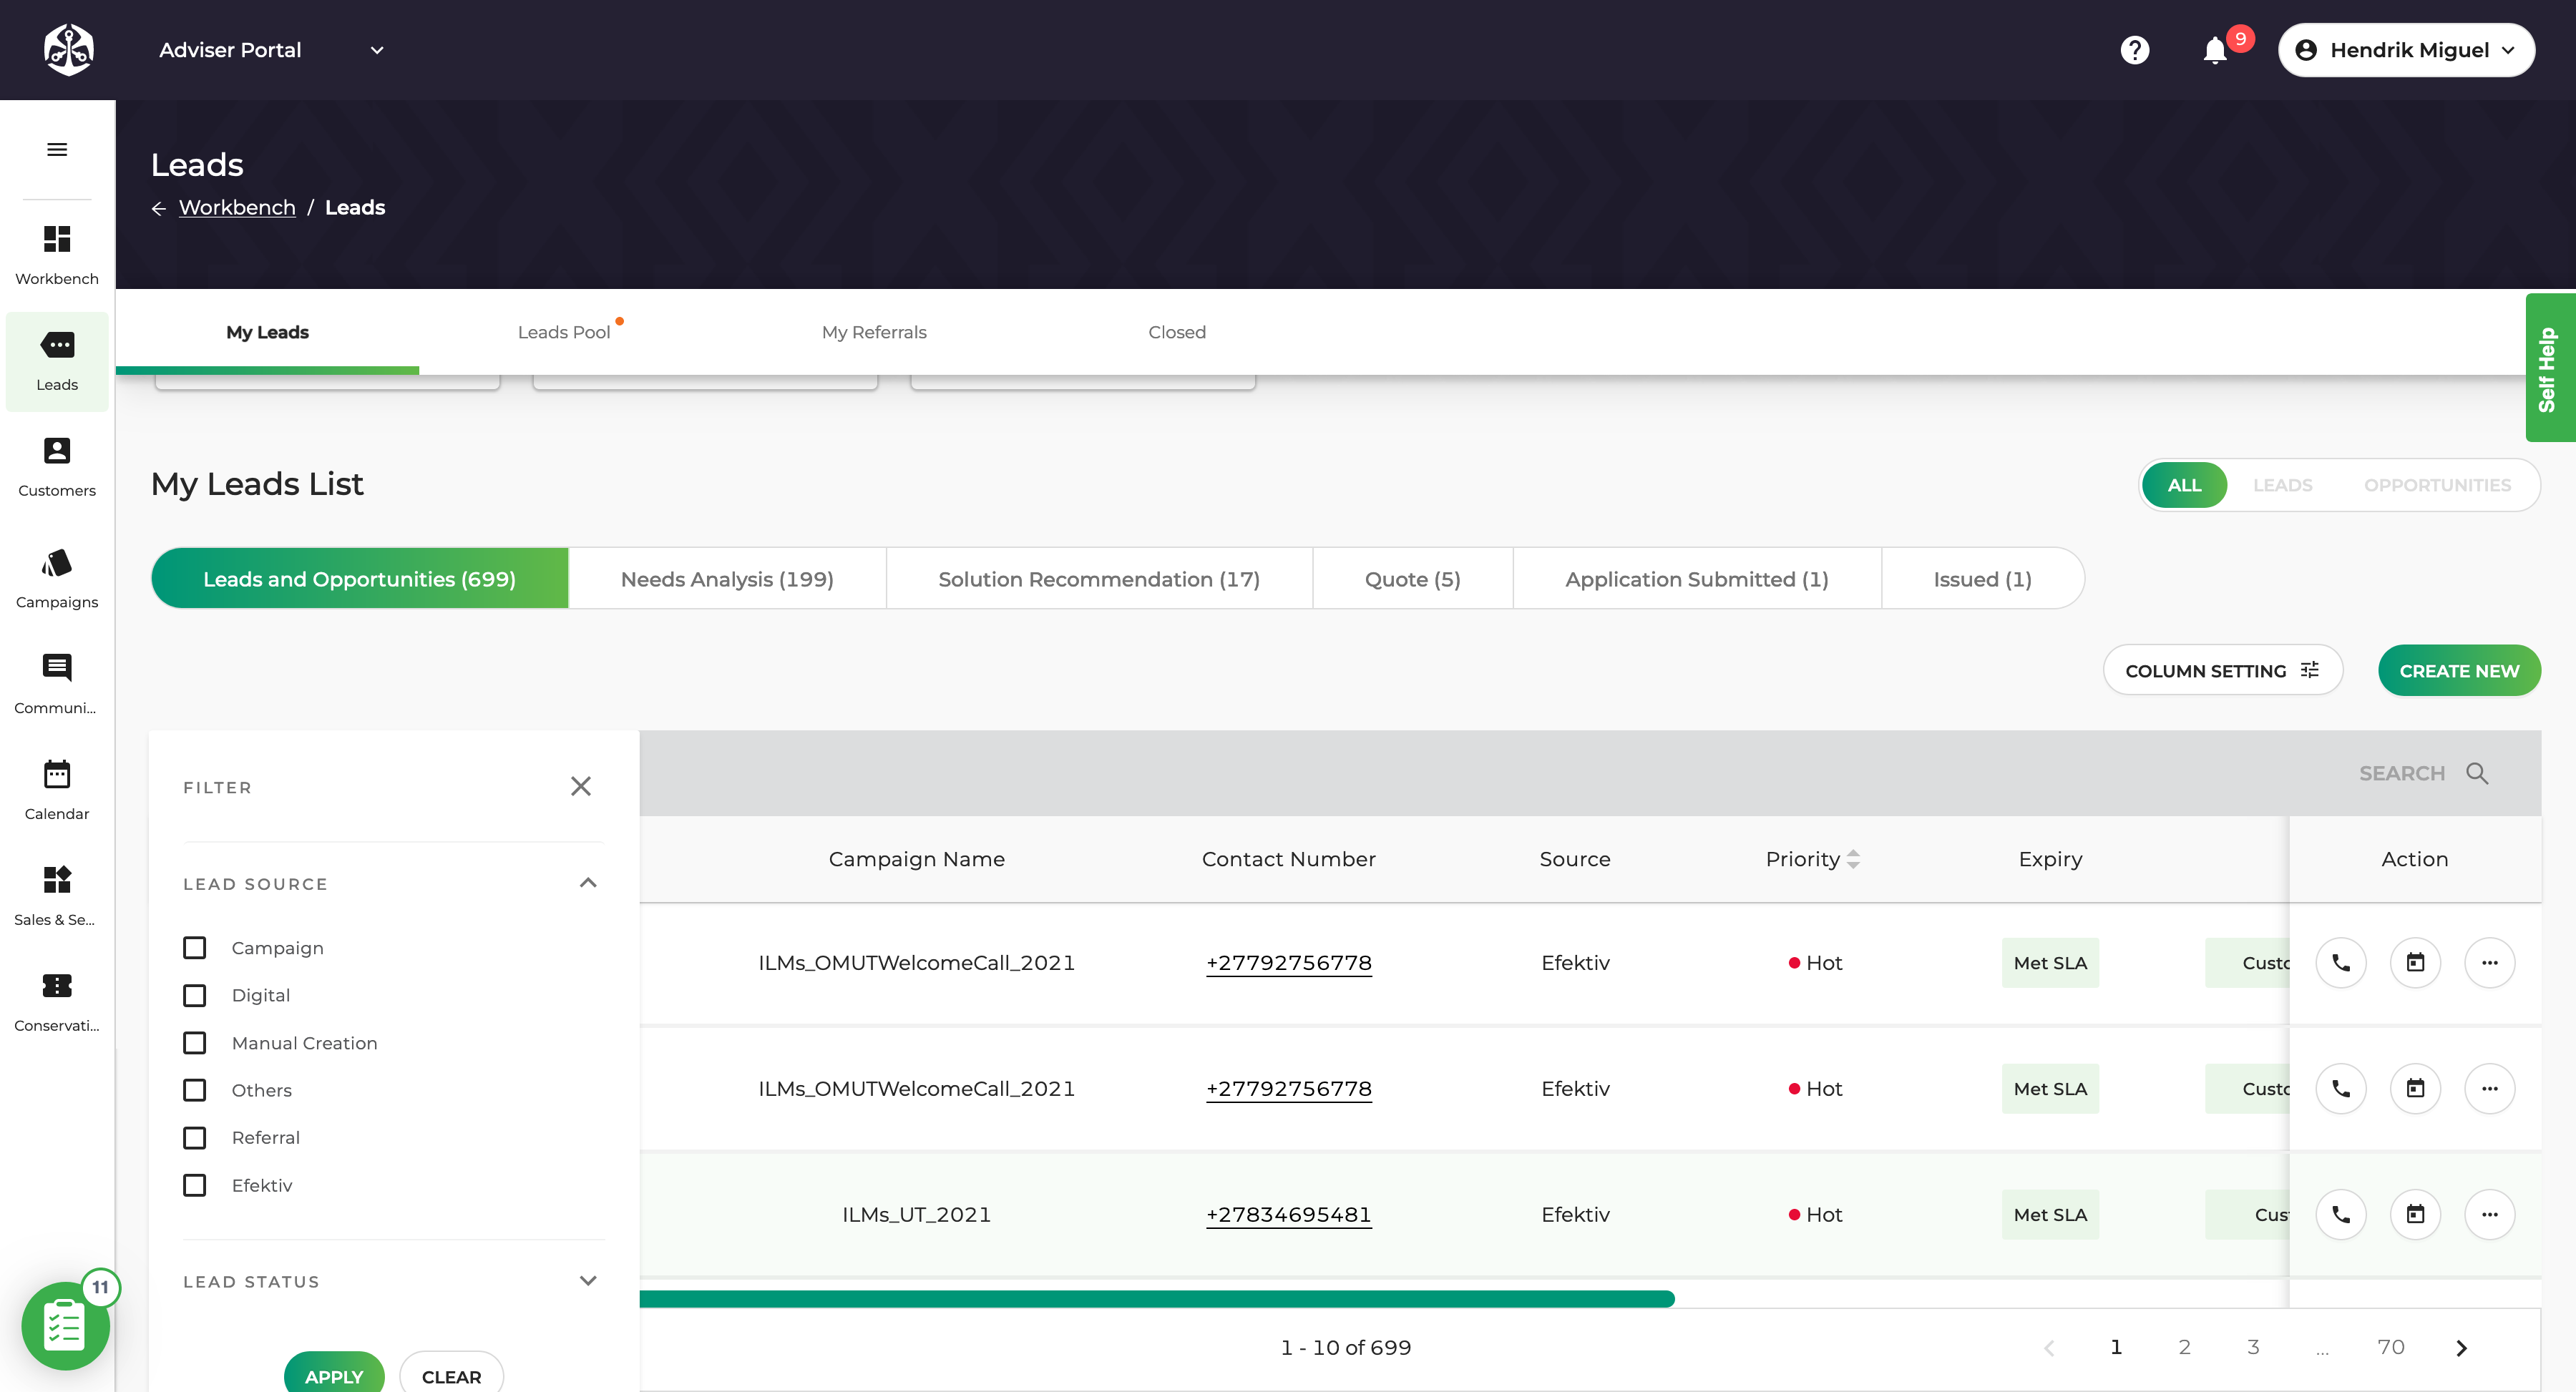 Adviser Portal
9
Hendrik Miguel
Leads
Workbench / Leads
Workbench
Leads
Customers
Campaigns
Communi...
Calendar
Sales & Se...
Conservati...
11
My Leads
Leads Pool
My Referrals
Closed
Self Help
My Leads List
ALL
LEADS
OPPORTUNITIES
Leads and Opportunities (699)
Needs Analysis (199)
Solution Recommendation (17)
Quote (5)
Application Submitted (1)
Issued (1)
COLUMN SETTING
CREATE NEW
FILTER
LEAD SOURCE
Campaign
Digital
Manual Creation
Others
Referral
Efektiv
LEAD STATUS
APPLY
CLEAR
SEARCH
Campaign Name Contact Number Source Priority Expiry Action
ILMs_OMUTWelcomeCall_2021 +27792756778 Efektiv Hot Met SLA Custo
ILMs_OMUTWelcomeCall_2021 +27792756778 Efektiv Hot Met SLA Custo
ILMs_UT_2021 +27834695481 Efektiv Hot Met SLA Cust
1 - 10 of 699
1 2 3 ... 70